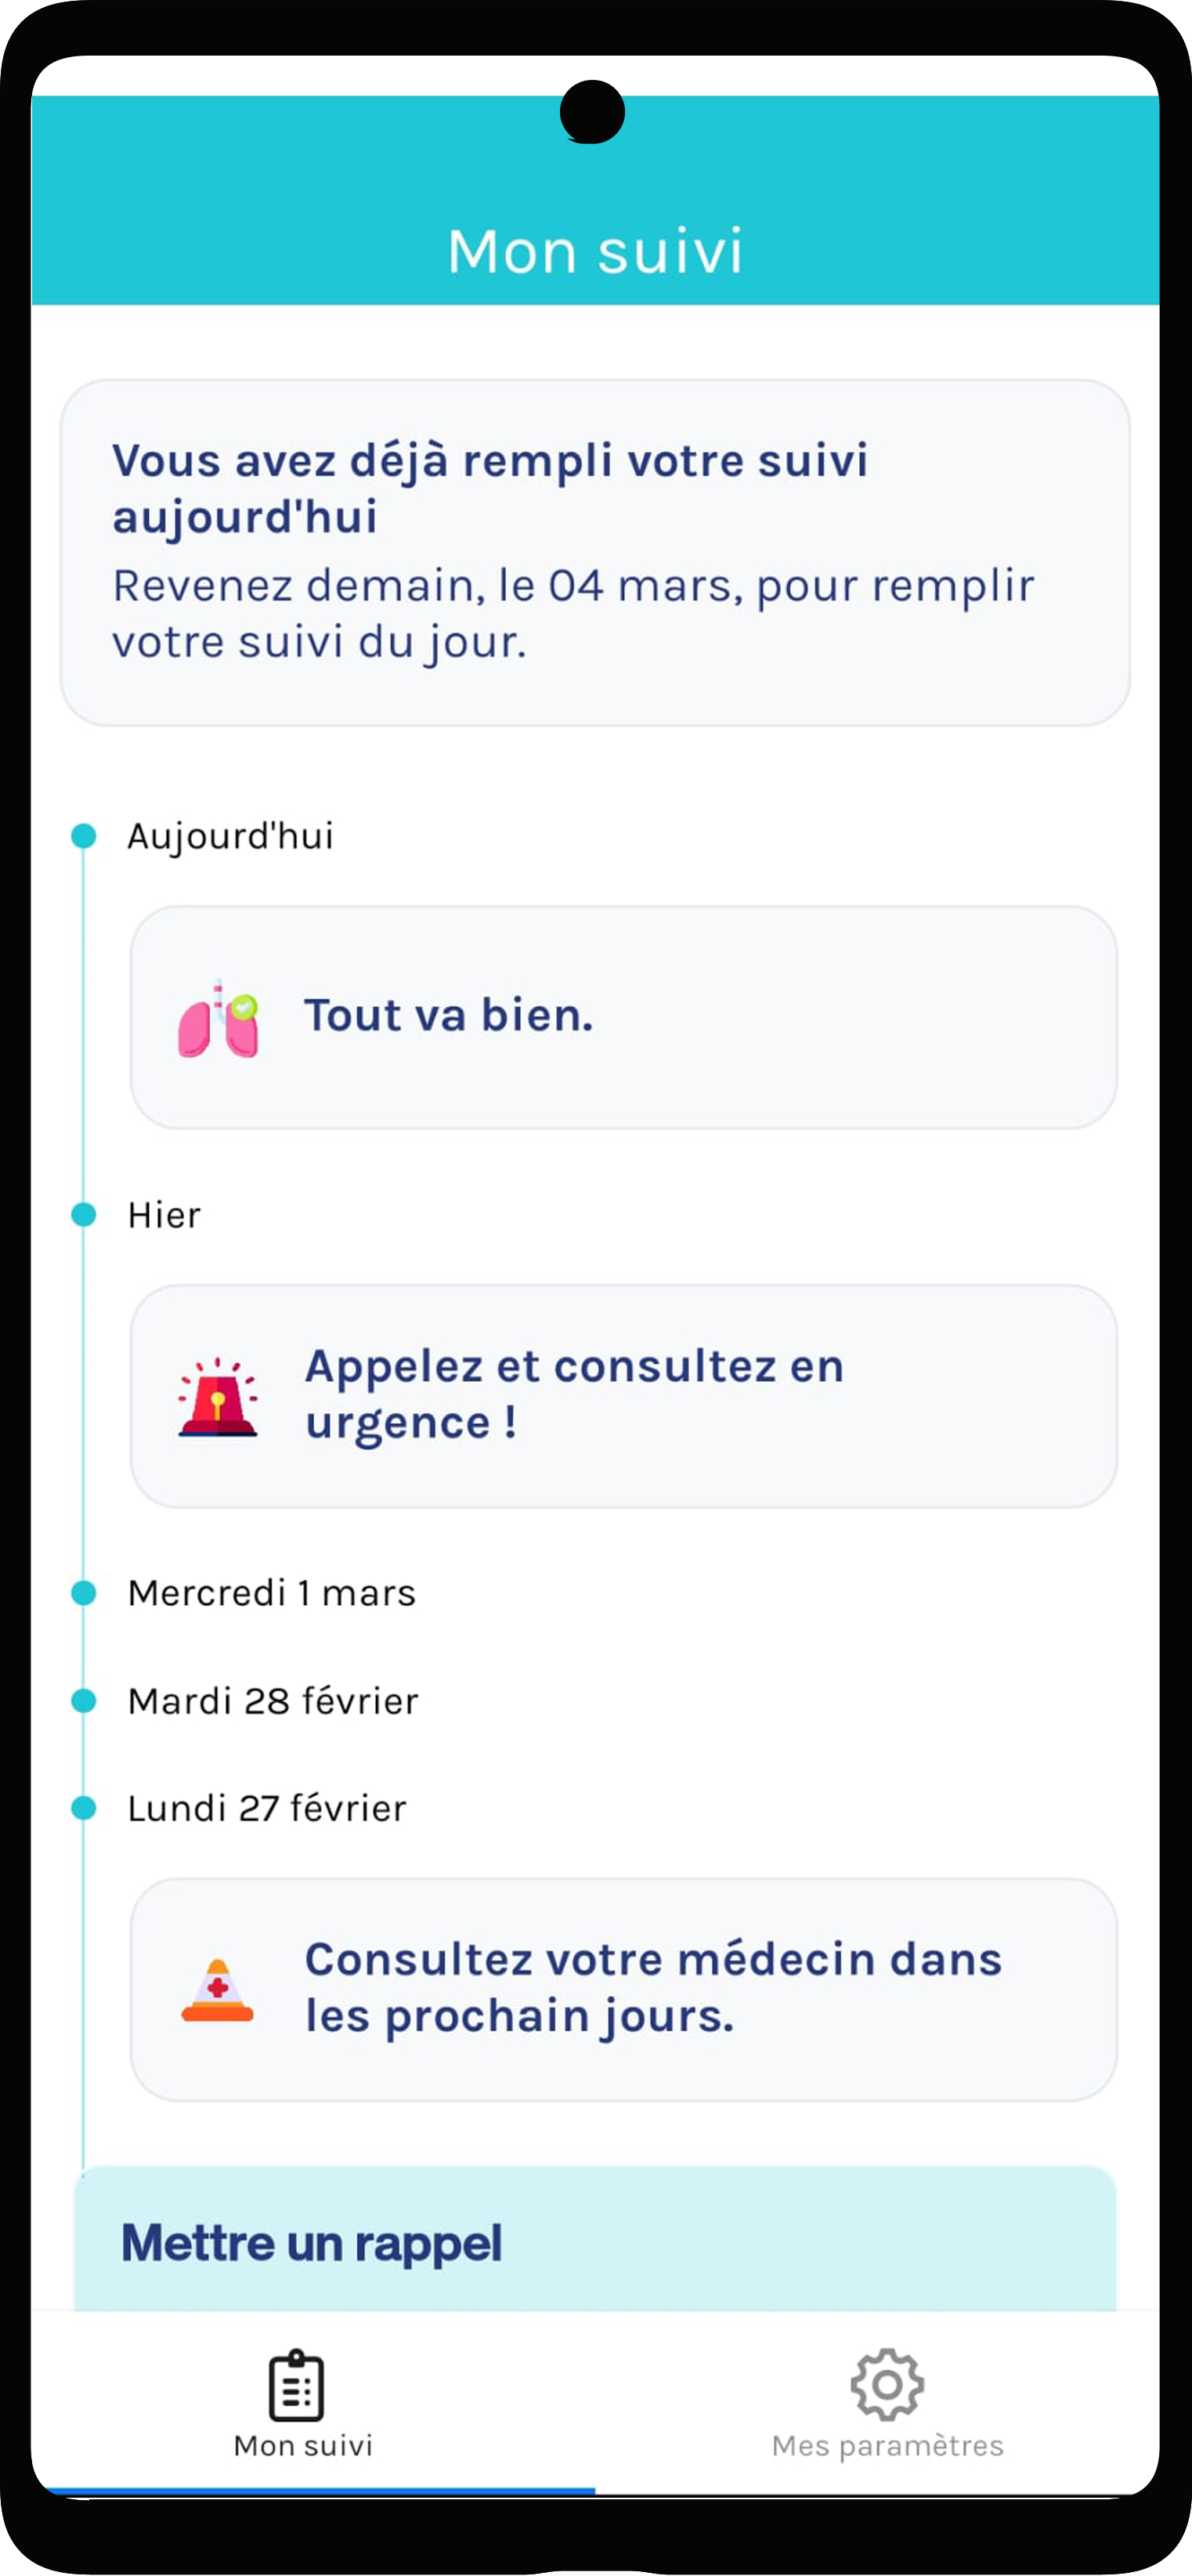 Mon suivi
Vous avez déjà rempli votre suivi
aujourd'hui
Revenez demain, le 04 mars, pour remplir
votre suivi du jour.
Aujourd'hui
Tout va bien.
Hier
Appelez et consultez en
urgence !
Mercredi 1 mars
Mardi 28 février
Lundi 27 février
Consultez votre médecin dans
les prochain jours.
Mettre un rappel
Mon suivi
Mes paramètres